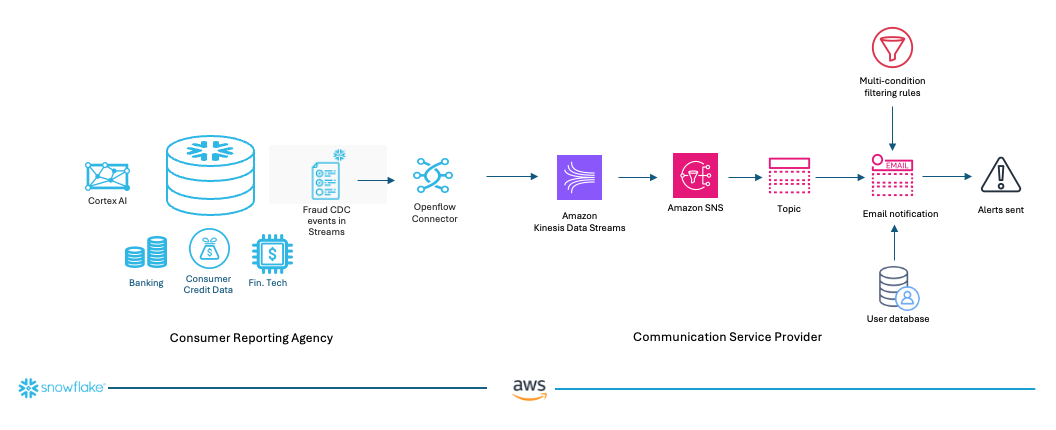 Multi-condition
filtering rules
EMAIL
Cortex AI
Fraud CDC
events in
Streams
Openflow
Connector
Amazon
Kinesis Data Streams
Amazon SNS
Topic
Email notification
Alerts sent
$
$
Banking
Consumer
Credit Data
Fin. Tech
User database
Consumer Reporting Agency
Communication Service Provider
snowflake
aws